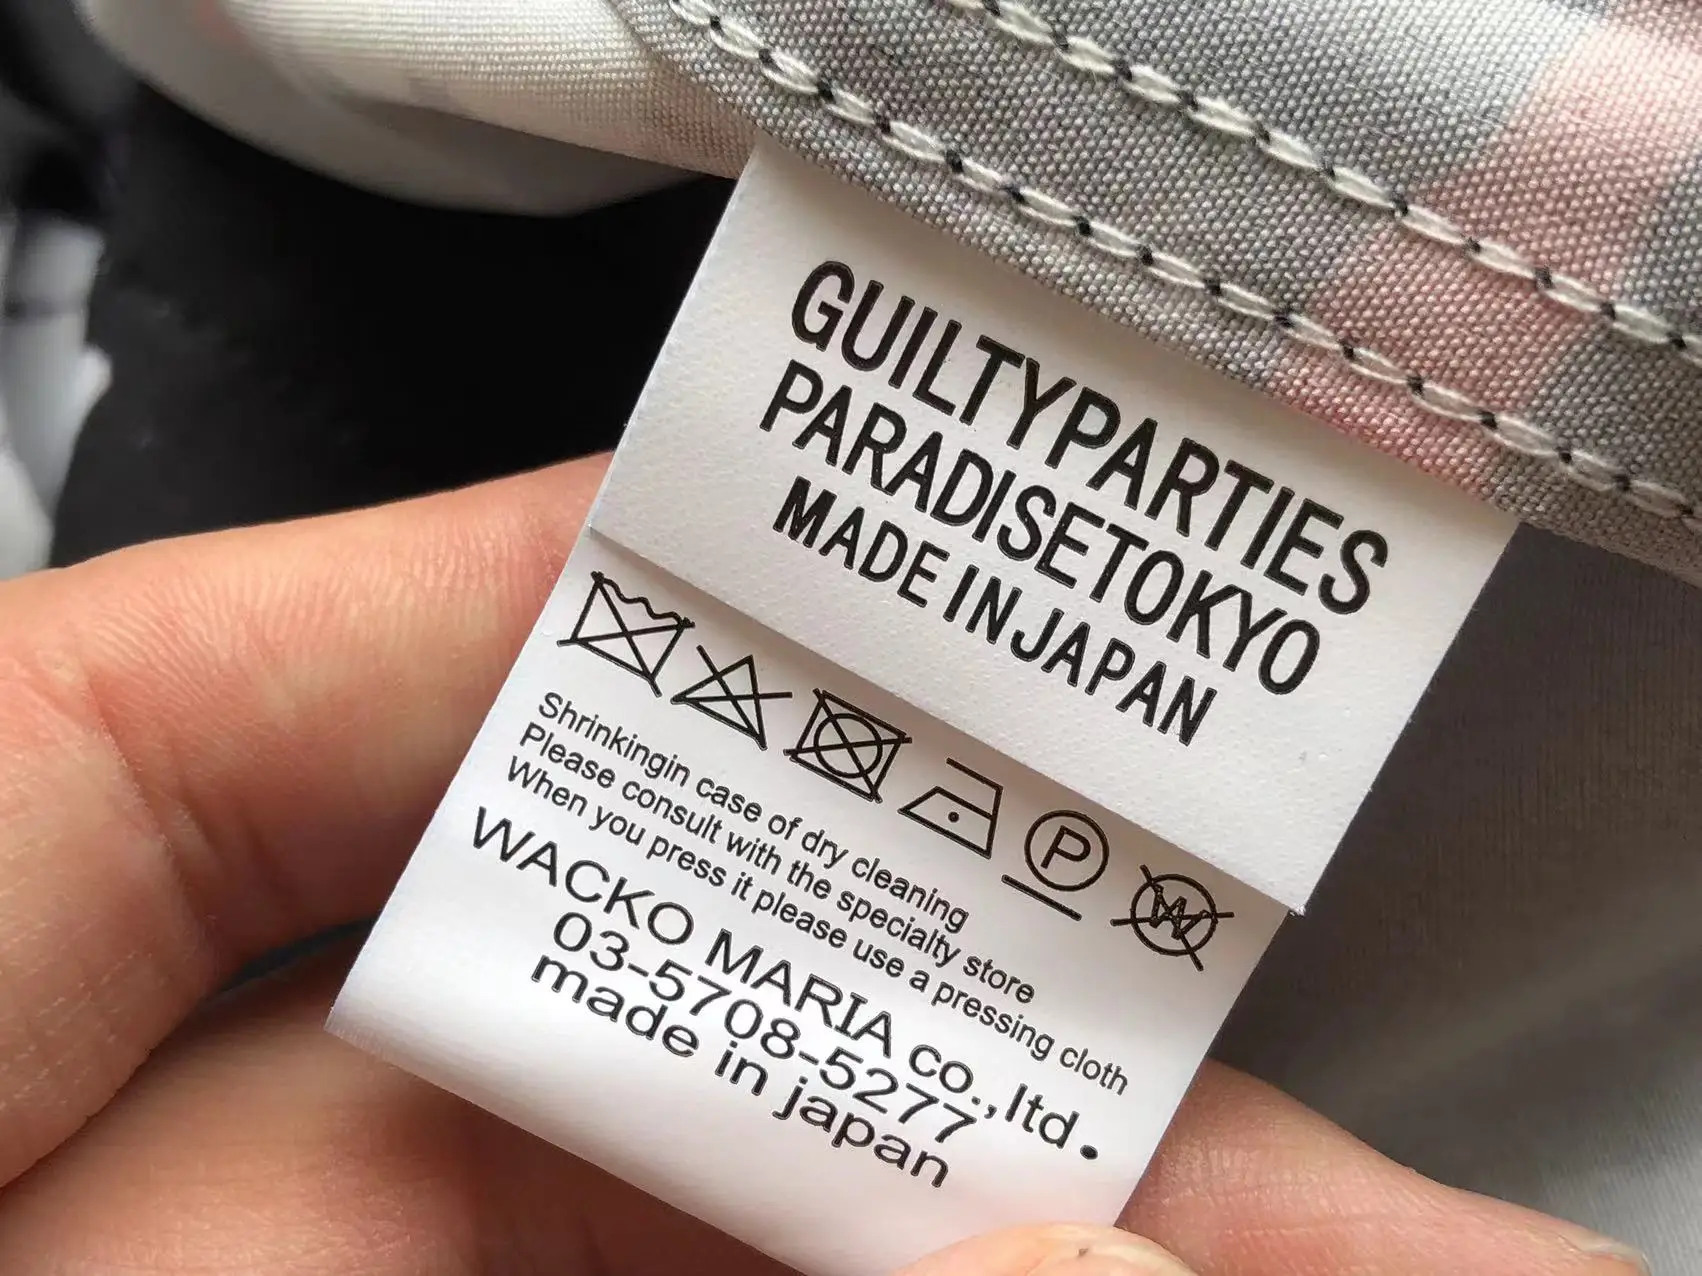 GUILTYPARTIES
PARADISETOKYO
MADE IN JAPAN
P W
Shrinkingin case of dry cleaning
Please consult with the specialty store
When you press it please use a pressing cloth
WACKO MARIA co.,ltd.
03-5708-5277
made in japan